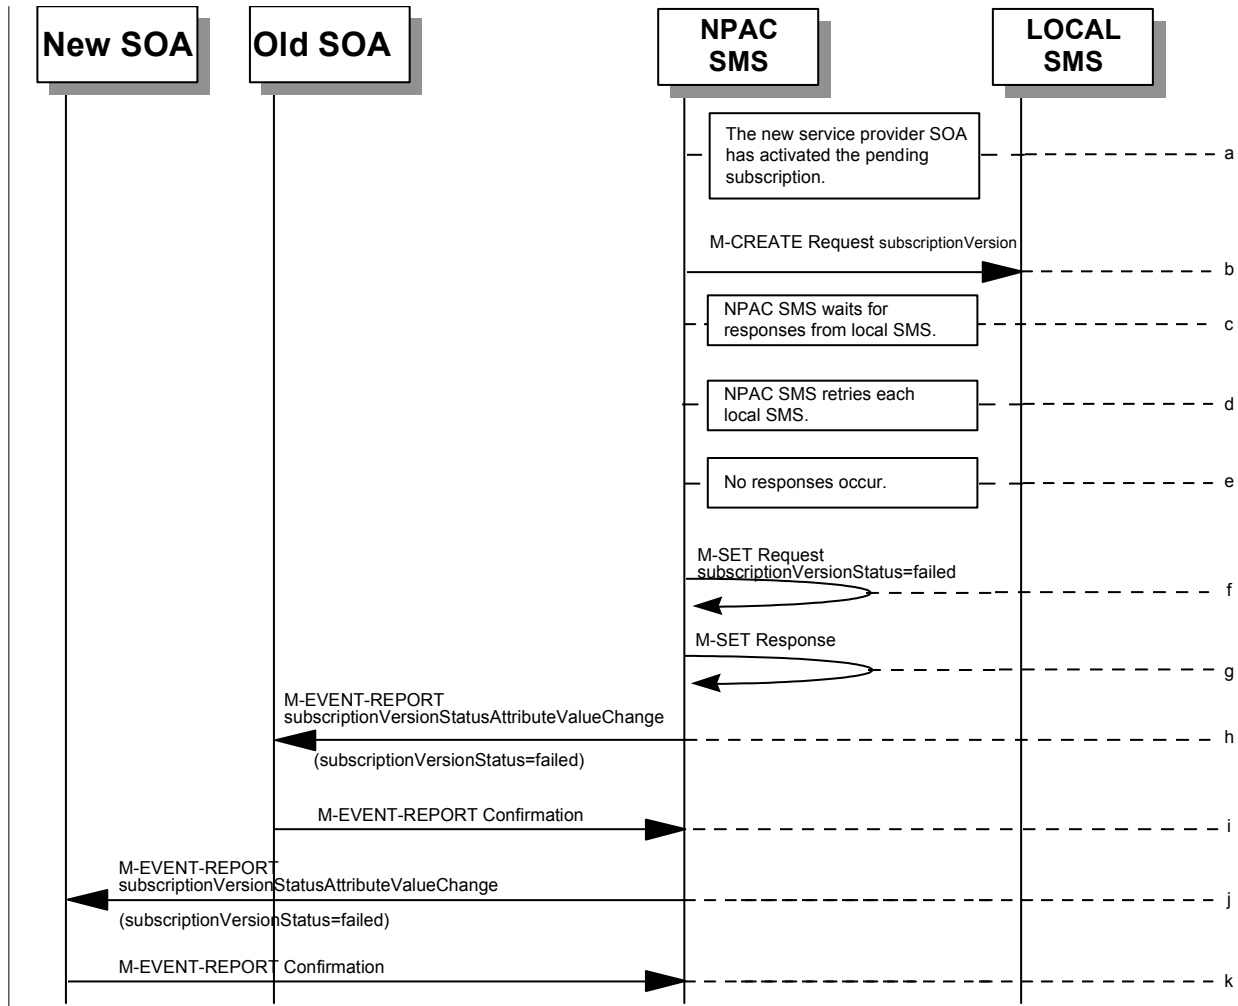 New SOA
Old SOA
NPAC
SMS
LOCAL
SMS
The new service provider SOA
has activated the pending
subscription.
a
M-CREATE Request subscriptionVersion
b
NPAC SMS waits for
responses from local SMS.
c
NPAC SMS retries each
local SMS.
d
No responses occur.
e
M-SET Request
subscriptionVersionStatus=failed
f
M-SET Response
g
M-EVENT-REPORT
subscriptionVersionStatusAttributeValueChange
h
(subscriptionVersionStatus=failed)
M-EVENT-REPORT Confirmation
i
M-EVENT-REPORT
subscriptionVersionStatusAttributeValueChange
j
(subscriptionVersionStatus=failed)
M-EVENT-REPORT Confirmation
k